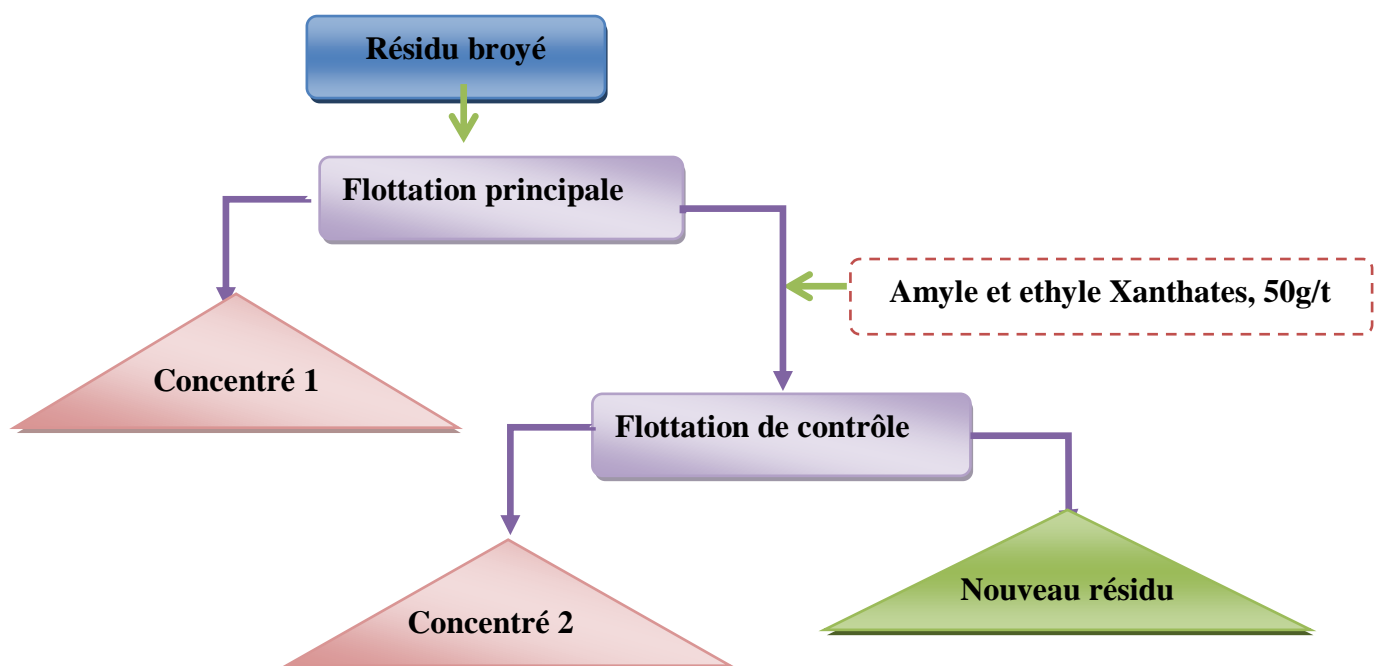 Résidu broyé
Flottation principale
Amyle et ethyle Xanthates, 50g/t
Concentré 1
Flottation de contrôle
Nouveau résidu
Concentré 2